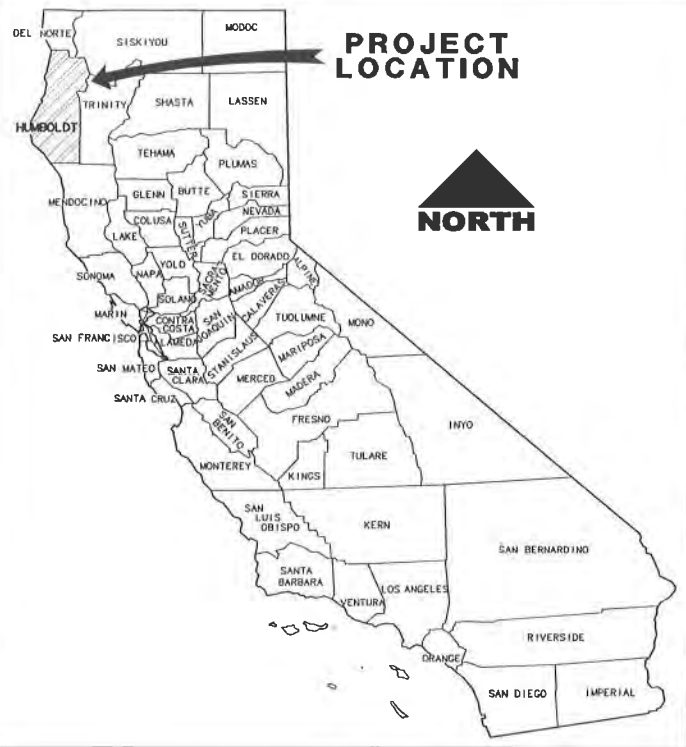 DEL NORTE
SISKIYOU
MODOC
PROJECT
LOCATION
TRINITY
SHASTA
LASSEN
HUMBOLDT
TEHAMA
PLUMAS
NORTH
MENDOCINO
GLENN
BUTTE
SIERRA
YUBA
NEVADA
COLUSA
SUTTER
PLACER
LAKE
EL DORADO
SONOMA
NAPA
YOLO
SACRA
MENTO
AMADOR
ALPINE
SOLANO
CALAVERAS
MARIN
CONTRA
COSTA
SAN
JOAQUIN
TUOLUMNE
MONO
SAN FRANCISCO
LAMEDA
STANISLAUS
MARIPOSA
SAN MATEO
SANTA
CLARA
MERCED
MADERA
SANTA CRUZ
SAN
BENITO
FRESNO
INYO
MONTEREY
KINGS
TULARE
SAN
LUIS
OBISPO
KERN
SAN BERNARDINO
SANTA
BARBARA
VENTURA
LOS ANGELES
RIVERSIDE
ORANGE
SAN DIEGO
IMPERIAL